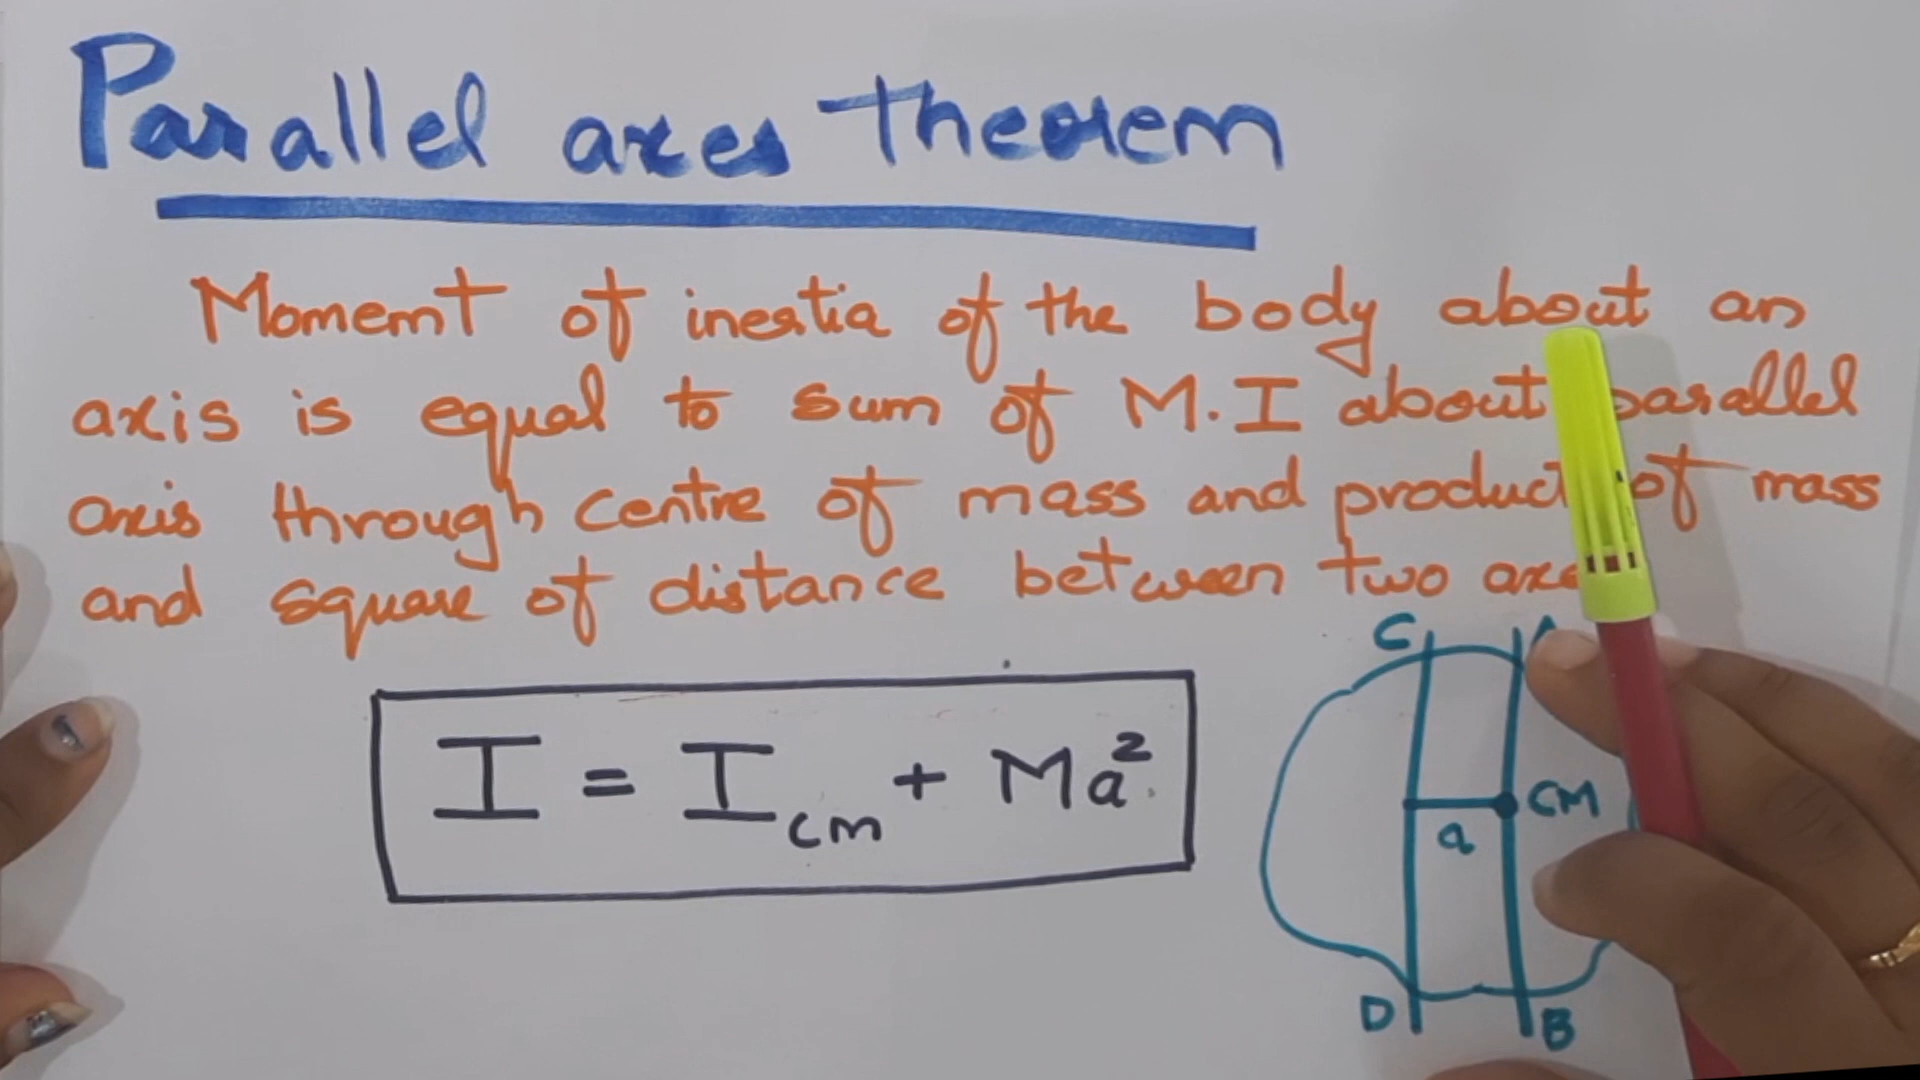 Parallel axes Theorem
Moment of inertia of the body about an
axis is equal to sum of M.I about parallel
axis through centre of mass and product of mass
and square of distance between two axe
I = Icm + Ma²
C A
CM
a
D B